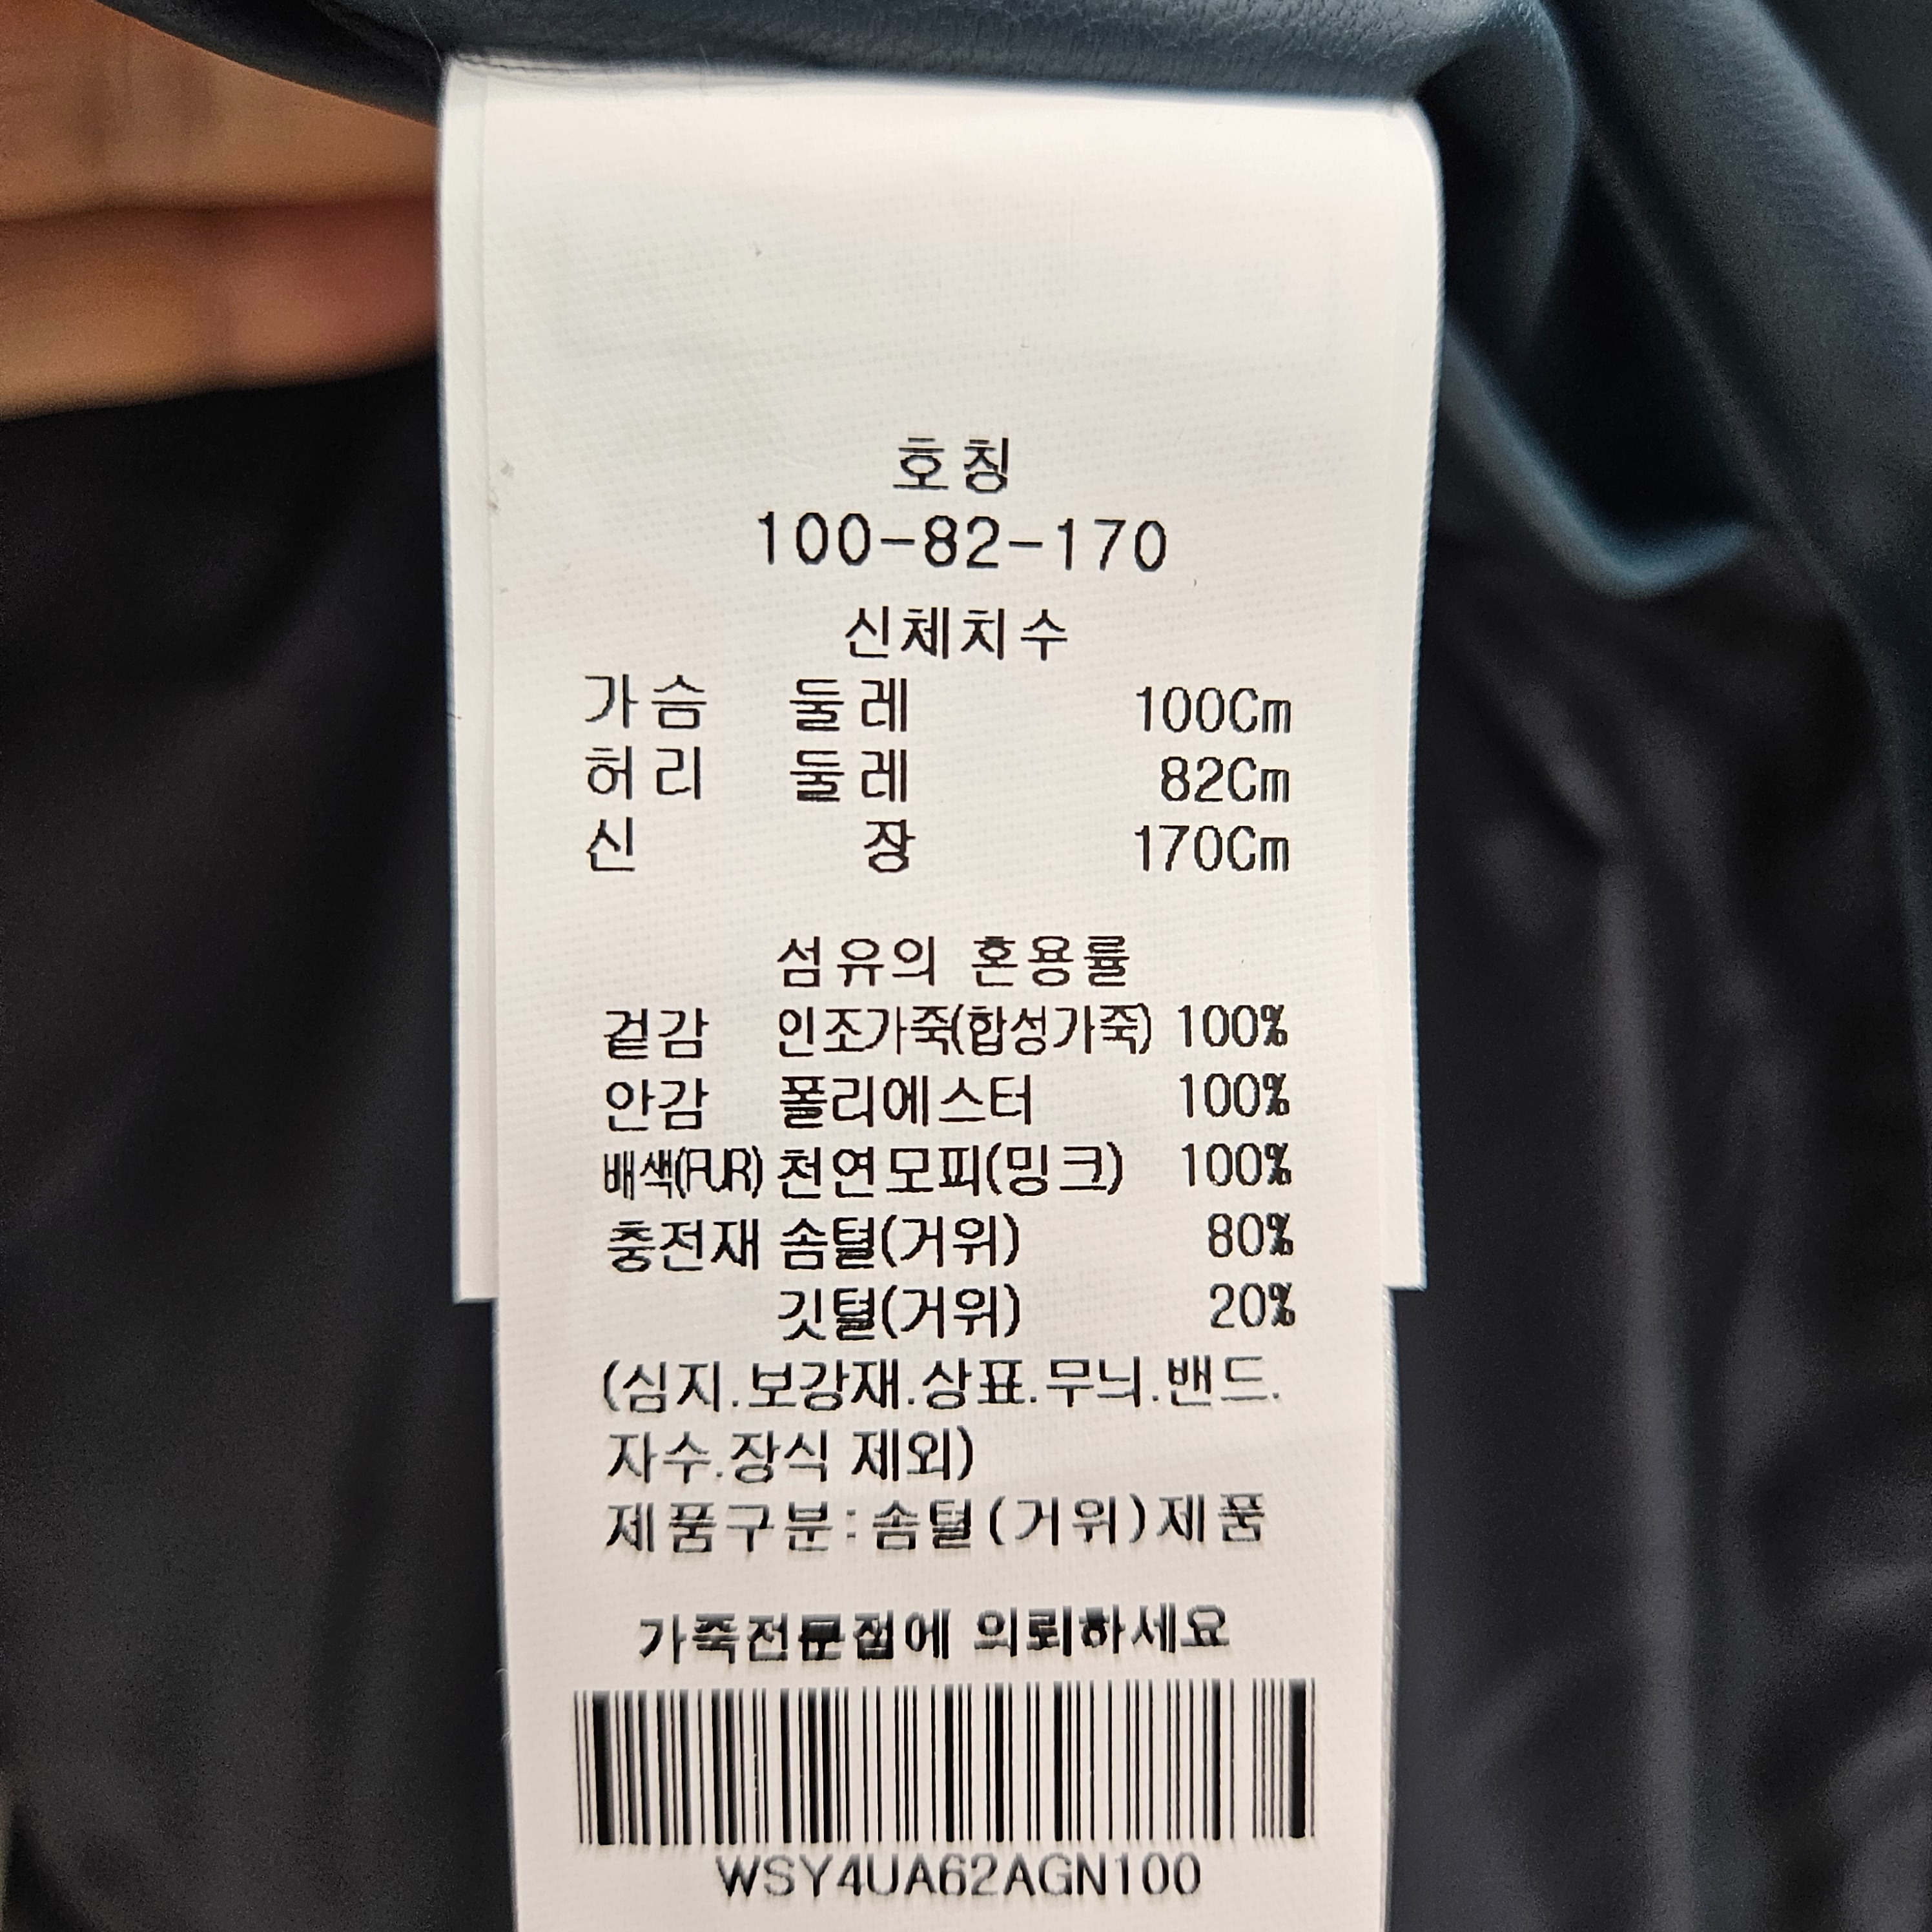 호칭
100-82-170
신체치수
가슴 둘레 100Cm
허리 둘레 82Cm
신 장 170Cm
섬유의 혼용률
겉감 인조가죽(합성가죽) 100%
안감 폴리에스터 100%
배색(FUR) 천연모피(밍크) 100%
충전재 솜털(거위) 80%
깃털(거위) 20%
(심지.보강재.상표.무늬.밴드.
자수.장식 제외)
제품구분:솜털(거위)제품
가죽전문점에 의뢰하세요
WSY4UA62AGN100